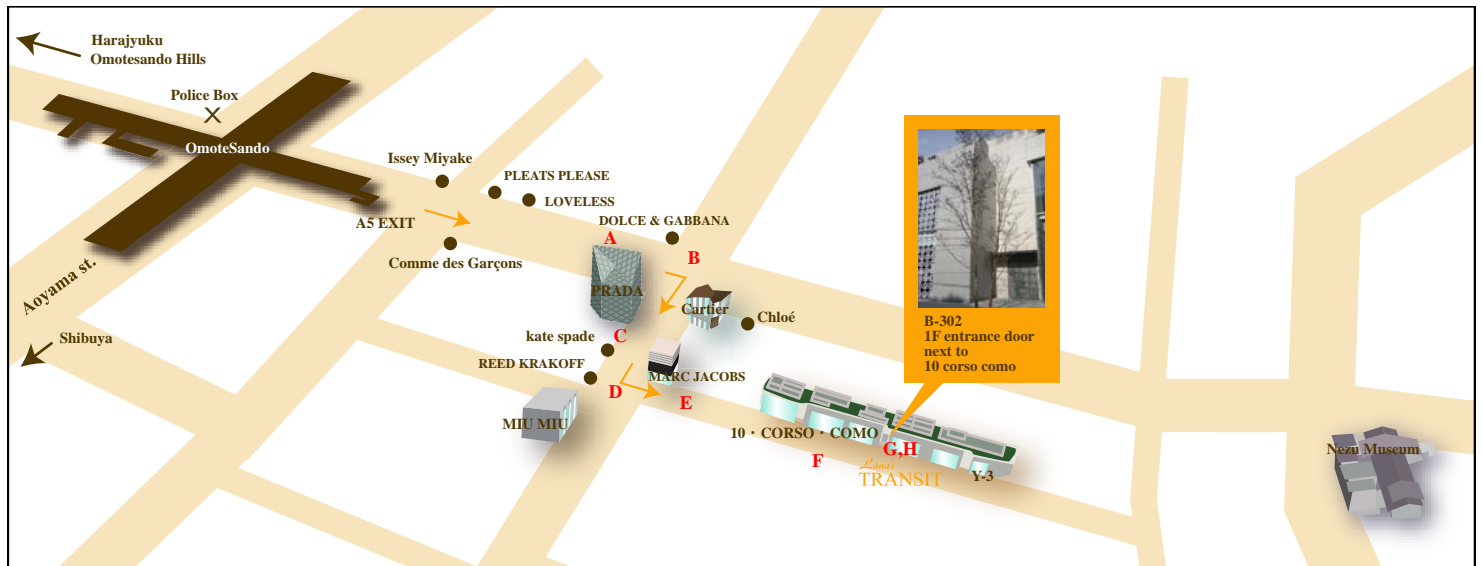 Harajyuku
Omotesando Hills
Police Box
OmoteSando
Issey Miyake
PLEATS PLEASE
LOVELESS
A5 EXIT
DOLCE & GABBANA
A
B
Comme des Garçons
Aoyama st.
PRADA
Cartier
Chloé
Shibuya
kate spade
C
REED KRAKOFF
MARC JACOBS
D
E
MIU MIU
10・CORSO・COMO
G,H
F
Lanai
TRANSIT
Y-3
B-302
1F entrance door
next to
10 corso como
Nezu Museum